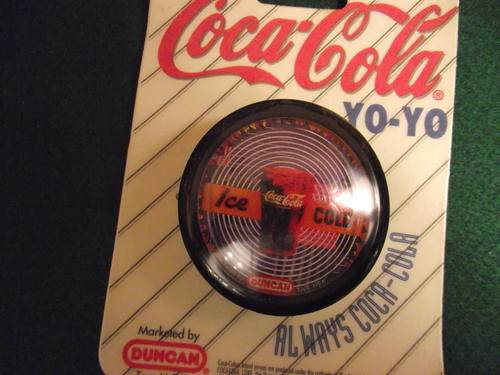 Coca-Cola®
YO-YO
Ice Coca-Cola COLD
DUNCAN
ALWAYS COCA-COLA
Marketed by
DUNCAN®